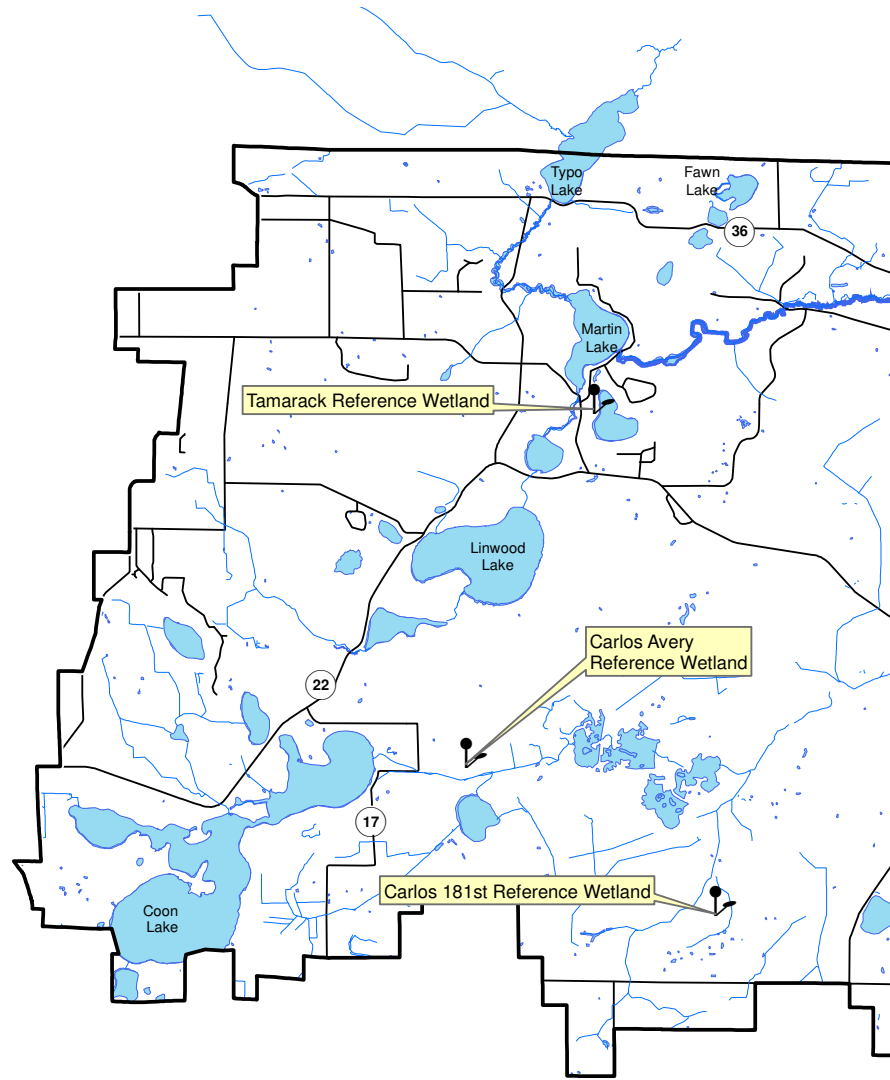 Typo
Lake
Fawn
Lake
36
Martin
Lake
Tamarack Reference Wetland
Linwood
Lake
Carlos Avery
Reference Wetland
22
17
Carlos 181st Reference Wetland
Coon
Lake